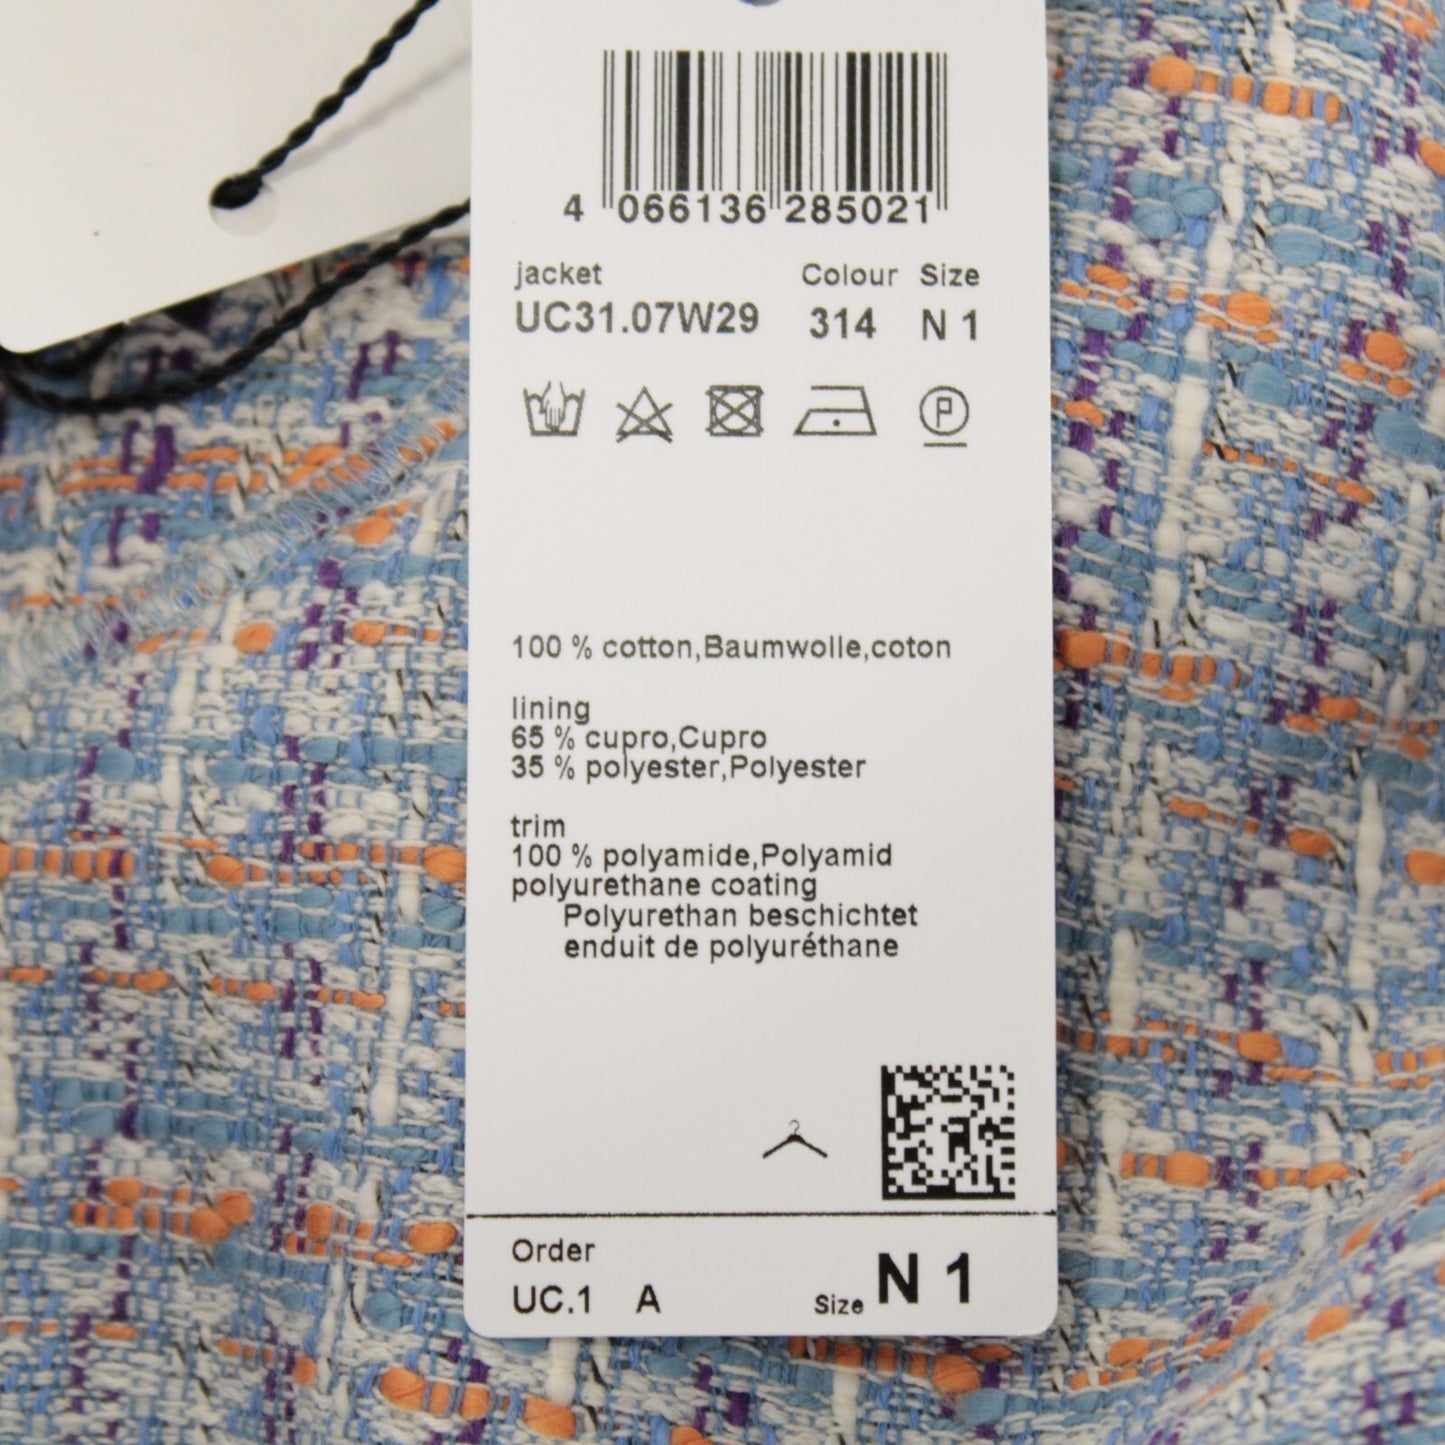 4 066136 285021
jacket Colour Size
UC31.07W29 314 N 1
P
100 % cotton,Baumwolle,coton
lining
65 % cupro,Cupro
35 % polyester,Polyester
trim
100 % polyamide,Polyamid
polyurethane coating
Polyurethan beschichtet
enduit de polyuréthane
Order
UC.1 A Size N 1